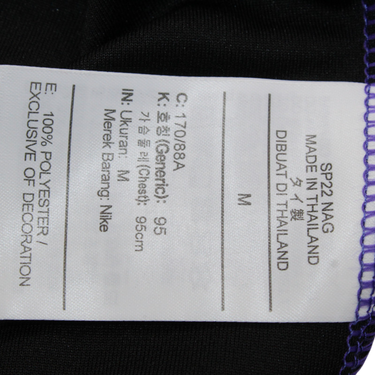 SP22 NAG
MADE IN THAILAND
タイ製
DIBUAT DI THAILAND
M
C: 170/88A
K: 호칭(Generic): 95
가슴둘레(Chest): 95cm
IN: Ukuran: M
Merek Barang: Nike
E: 100% POLYESTER /
EXCLUSIVE OF DECORATION